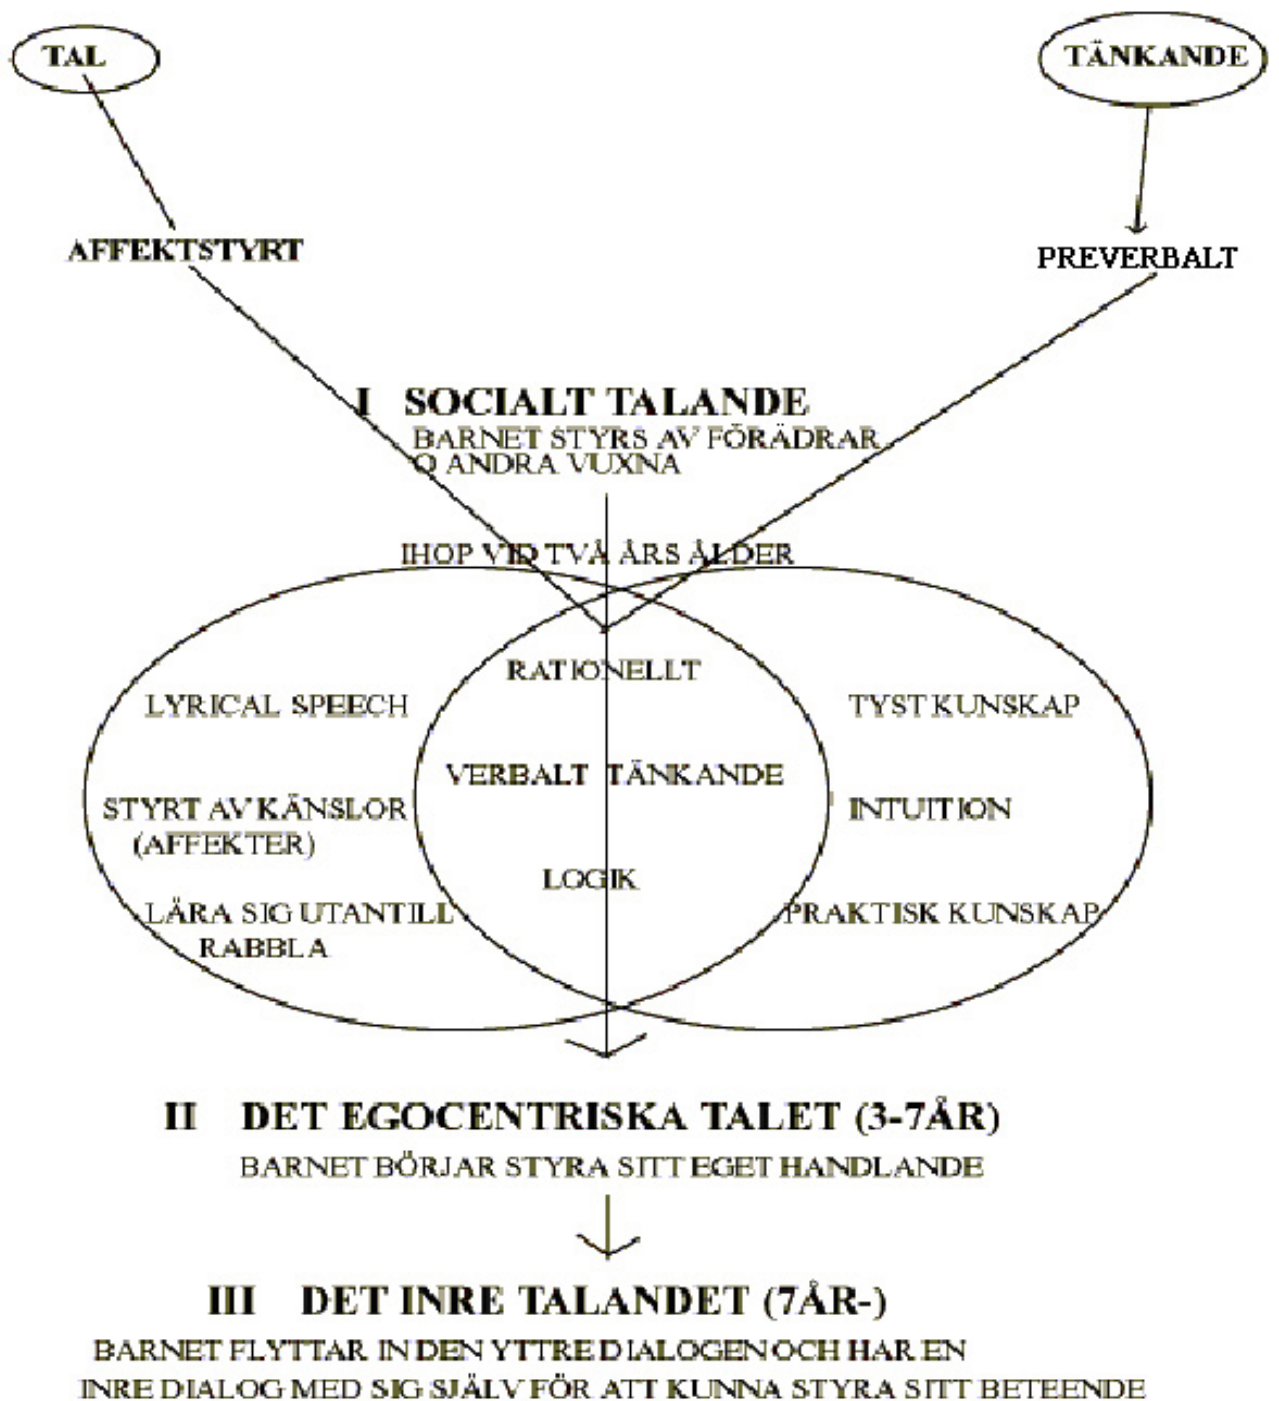 TAL
TÄNKANDE
AFFEKTSTYRT
PREVERBALT
I SOCIALT TALANDE
BARNET STYRS AV FÖRÄDRAR
O ANDRA VUXNA
IHOP VID TVÅ ÅRS ÅLDER
RATIONELLT
LYRICAL SPEECH
TYST KUNSKAP
VERBALT TÄNKANDE
STYRT AV KÄNSLOR
(AFFEKTER)
INTUITION
LOGIK
LÄRA SIG UTANTILL
RABBLA
PRAKTISK KUNSKAP
II DET EGOCENTRISKA TALET (3-7ÅR)
BARNET BÖRJAR STYRA SITT EGET HANDLANDE
III DET INRE TALANDET (7ÅR-)
BARNET FLYTTAR IN DEN YTTRE DIALOGEN OCH HAR EN
INRE DIALOG MED SIG SJÄLV FÖR ATT KUNNA STYRA SITT BETEENDE